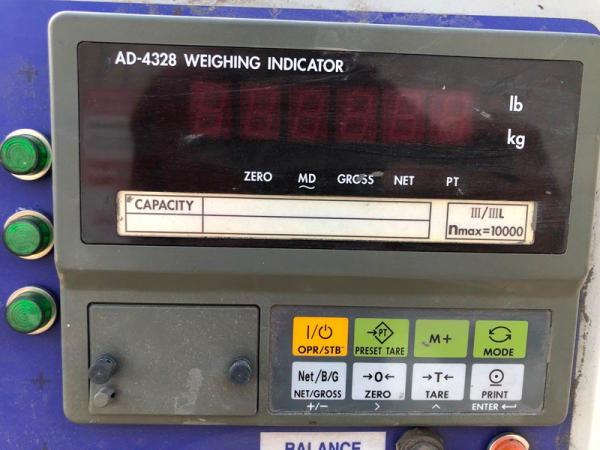 AD-4328 WEIGHING INDICATOR
lb
kg
ZERO MD GROSS NET PT
*CAPACITY
III/IIIL
nmax=10000
I/⏻ →PT← M+
OPR/STB PRESET TARE MODE
Net/B/G →0← →T←
NET/GROSS ZERO TARE PRINT
+/− > ^ ENTER ↵
BALANCE